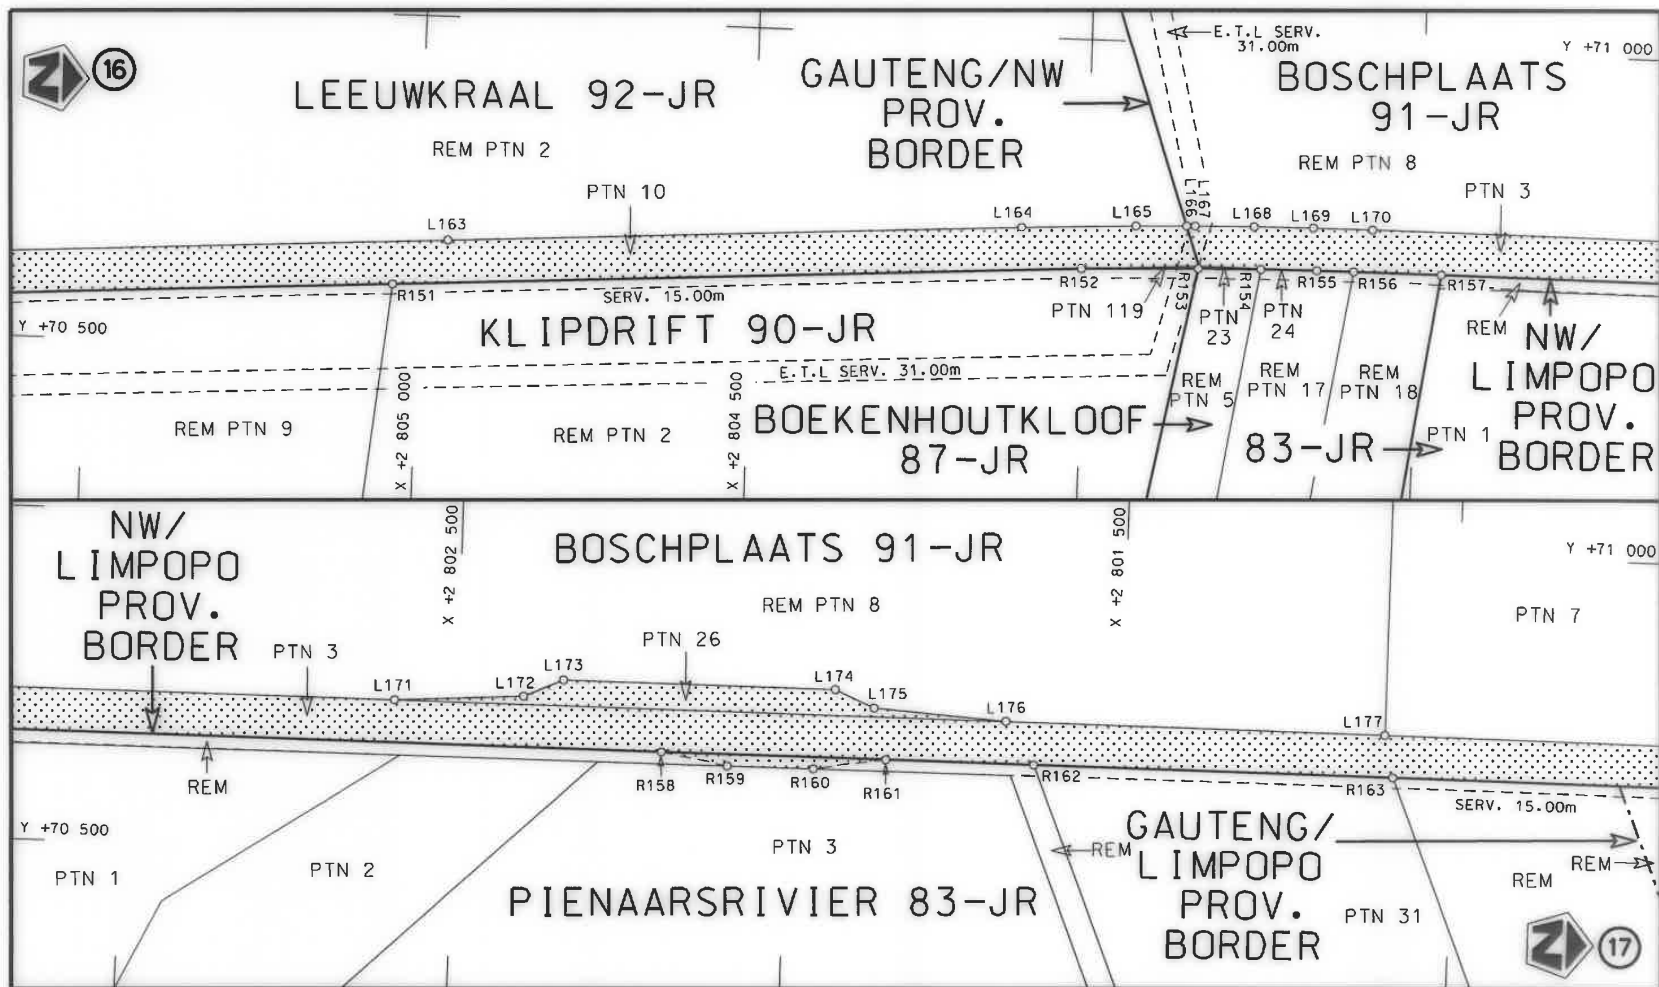 Z 16
LEEUWKRAAL 92-JR
REM PTN 2
PTN 10
GAUTENG/NW
PROV.
BORDER
E.T.L SERV.
31.00m
BOSCHPLAATS
91-JR
Y +71 000
REM PTN 8
PTN 3
L163
L164
L165
L166
L167
L168
L169
L170
R151
SERV. 15.00m
R152
R153
R154
R155
R156
R157
PTN 119
PTN
23
PTN
24
REM
NW/
LIMPOPO
PROV.
BORDER
Y +70 500
KLIPDRIFT 90-JR
E.T.L SERV. 31.00m
REM PTN 9
X +2 805 000
REM PTN 2
X +2 804 500
BOEKENHOUTKLOOF
87-JR
REM
PTN 5
REM
PTN 17
REM
PTN 18
83-JR
PTN 1
NW/
LIMPOPO
PROV.
BORDER
PTN 3
X +2 802 500
BOSCHPLAATS 91-JR
REM PTN 8
PTN 26
X +2 801 500
Y +71 000
PTN 7
L171
L172
L173
L174
L175
L176
L177
REM
R158
R159
R160
R161
R162
R163
SERV. 15.00m
Y +70 500
PTN 1
PTN 2
PTN 3
PIENAARSRIVIER 83-JR
REM
GAUTENG/
LIMPOPO
PROV.
BORDER
PTN 31
REM
REM
Z 17